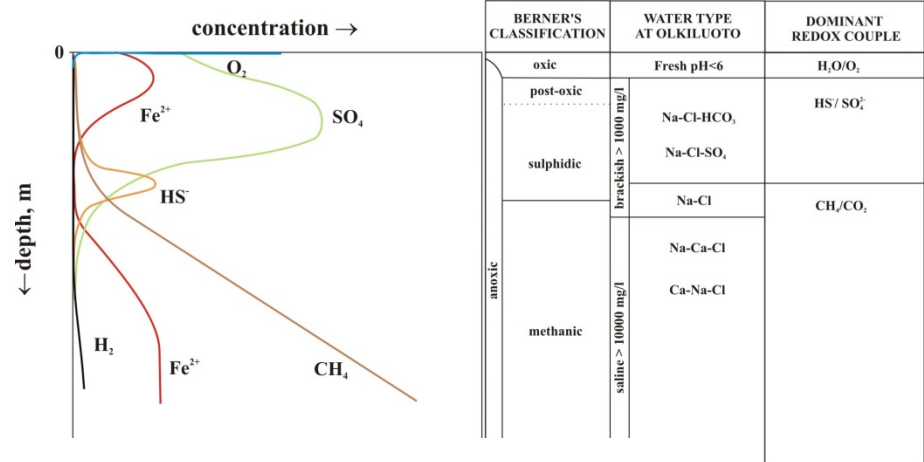 concentration →
0
O₂
Fe²⁺
SO₄
HS⁻
←depth, m
H₂
Fe²⁺
CH₄
BERNER'S
CLASSIFICATION
WATER TYPE
AT OLKILUOTO
DOMINANT
REDOX COUPLE
oxic
Fresh pH<6
H₂O/O₂
post-oxic
HS⁻/ SO₄²⁻
Na-Cl-HCO₃
sulphidic
Na-Cl-SO₄
brackish > 1000 mg/l
Na-Cl
CH₄/CO₂
anoxic
Na-Ca-Cl
Ca-Na-Cl
methanic
saline > 10000 mg/l